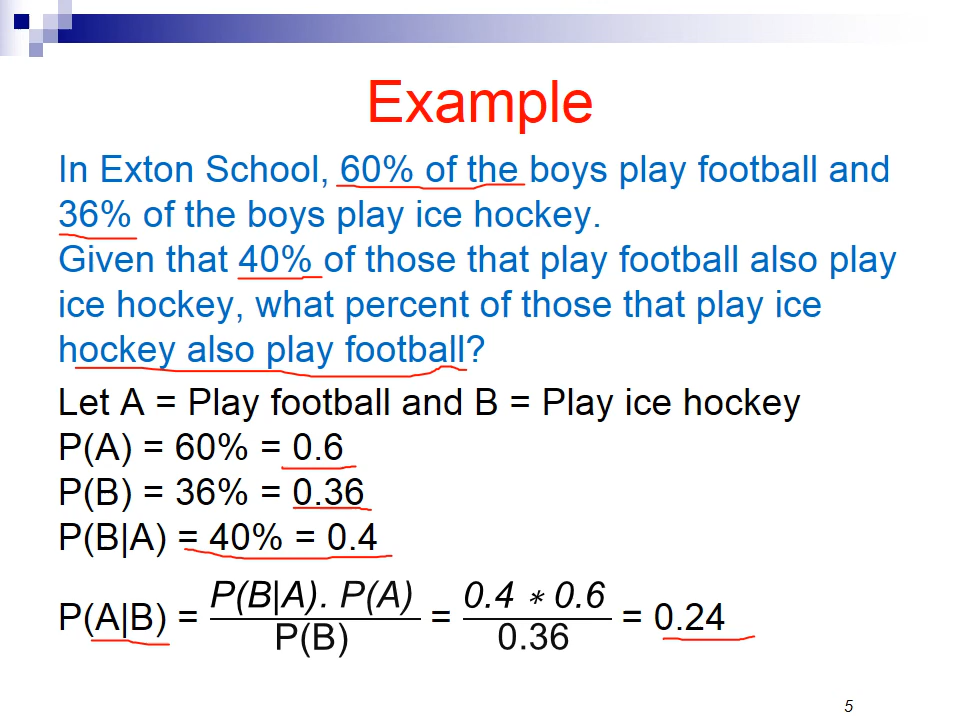 Example
In Exton School, 60% of the boys play football and
36% of the boys play ice hockey.
Given that 40% of those that play football also play
ice hockey, what percent of those that play ice
hockey also play football?
Let A = Play football and B = Play ice hockey
P(A) = 60% = 0.6
P(B) = 36% = 0.36
P(B|A) = 40% = 0.4
P(A|B) = P(B|A). P(A) / P(B) = 0.4 * 0.6 / 0.36 = 0.24
5